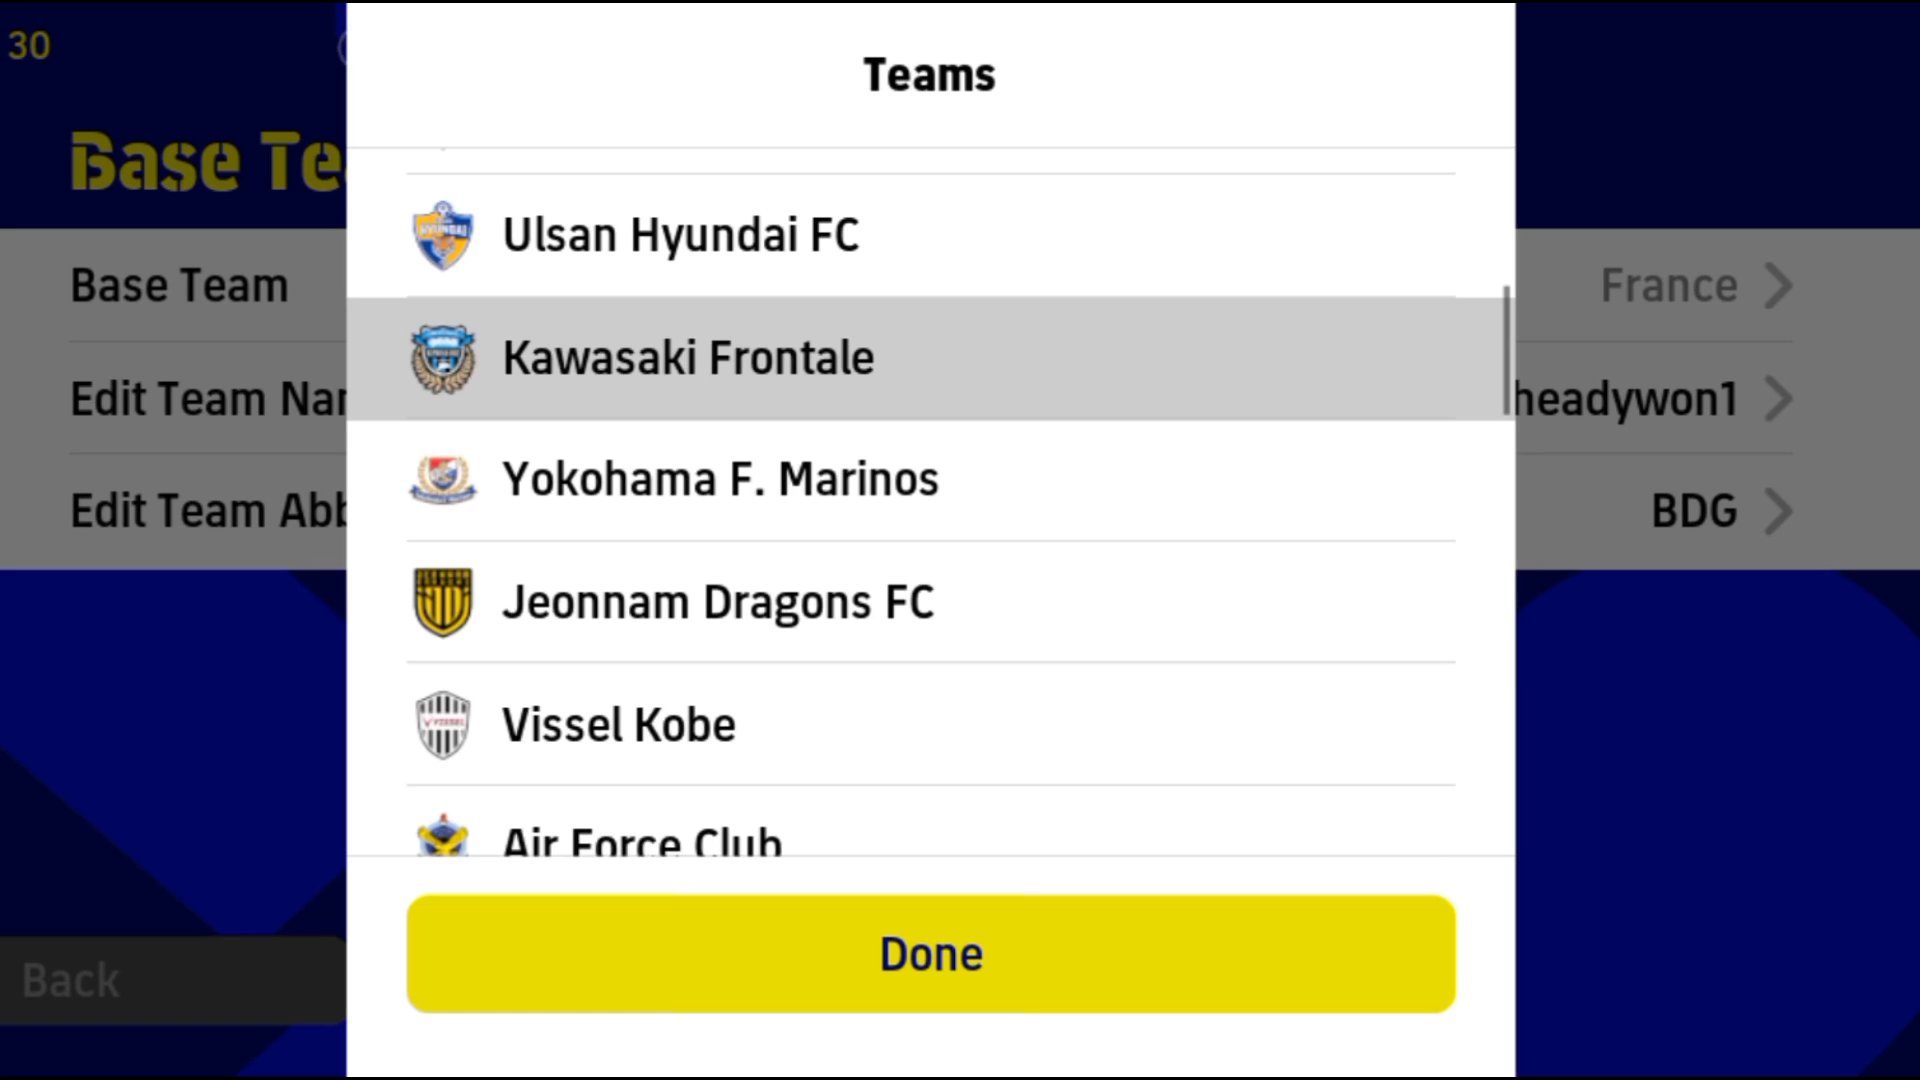 30
Teams
Base Te
Ulsan Hyundai FC
Base Team
France
Kawasaki Frontale
Edit Team Nar
headywon1
Yokohama F. Marinos
Edit Team Abb
BDG
Jeonnam Dragons FC
Vissel Kobe
Air Force Club
Done
Back